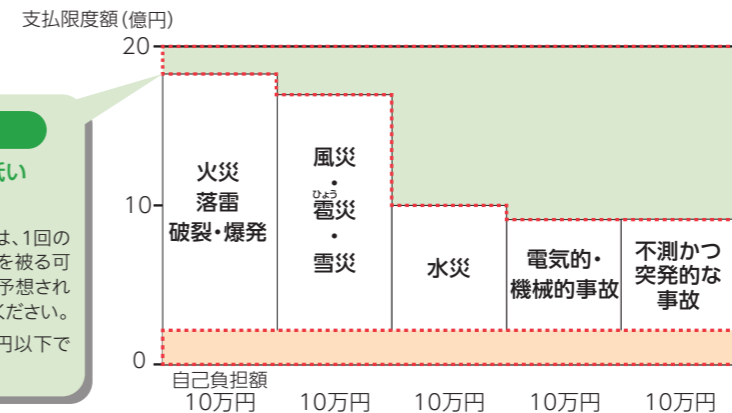 支払限度額(億円)
20
10
0
低い
は、1回の
を被る可
予想され
ください。
円以下で
火災
落雷
破裂・爆発
風災
・
ひょう
雹災
・
雪災
水災
電気的・
機械的事故
不測かつ
突発的な
事故
自己負担額
10万円 10万円 10万円 10万円 10万円